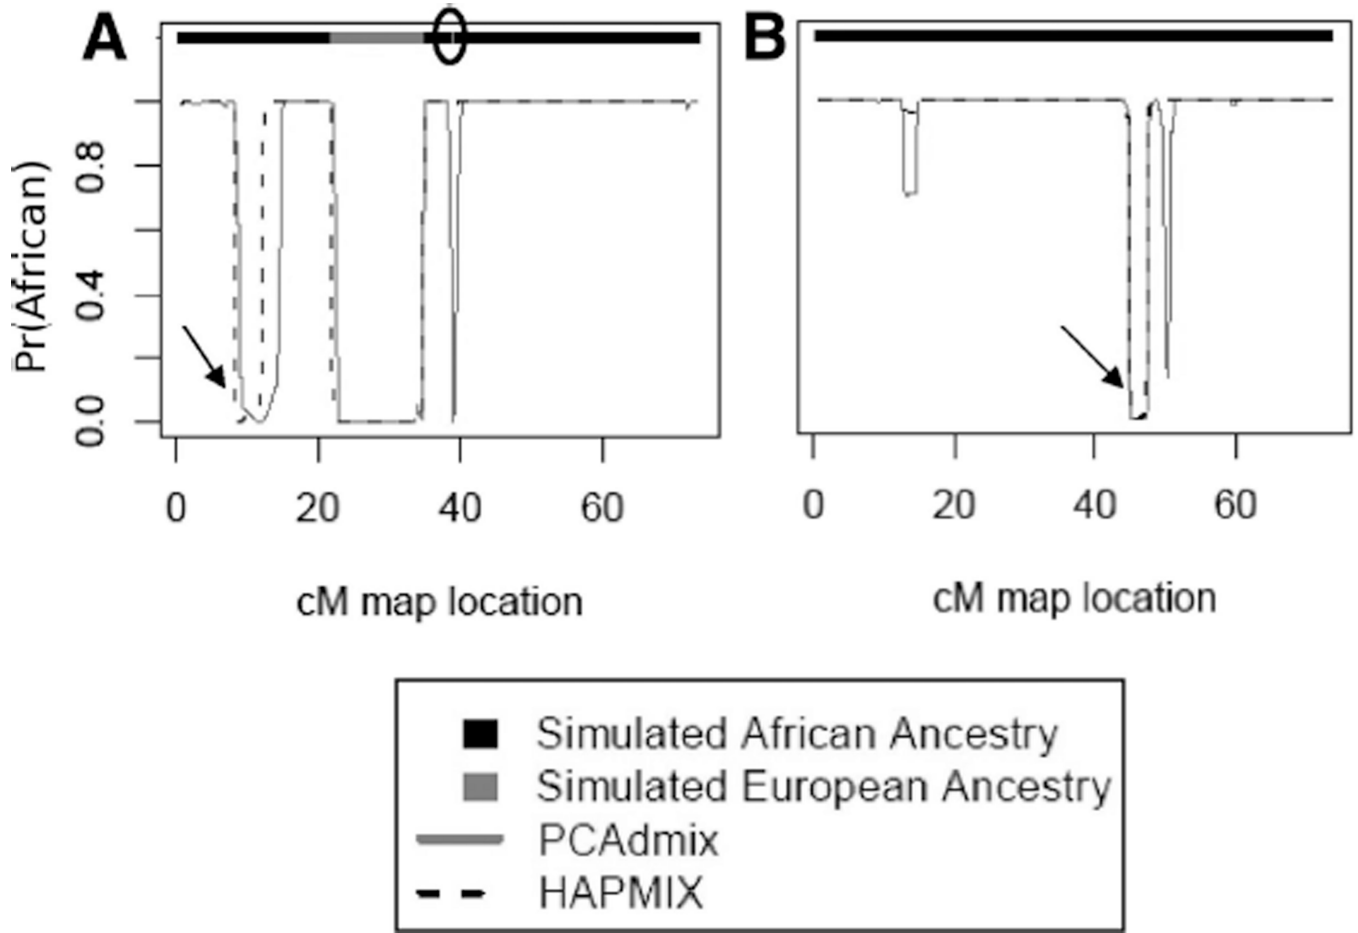 A
B
Pr(African)
0.8
0.4
0.0
0 20 40 60
0 20 40 60
cM map location
cM map location
Simulated African Ancestry
Simulated European Ancestry
PCAdmix
HAPMIX